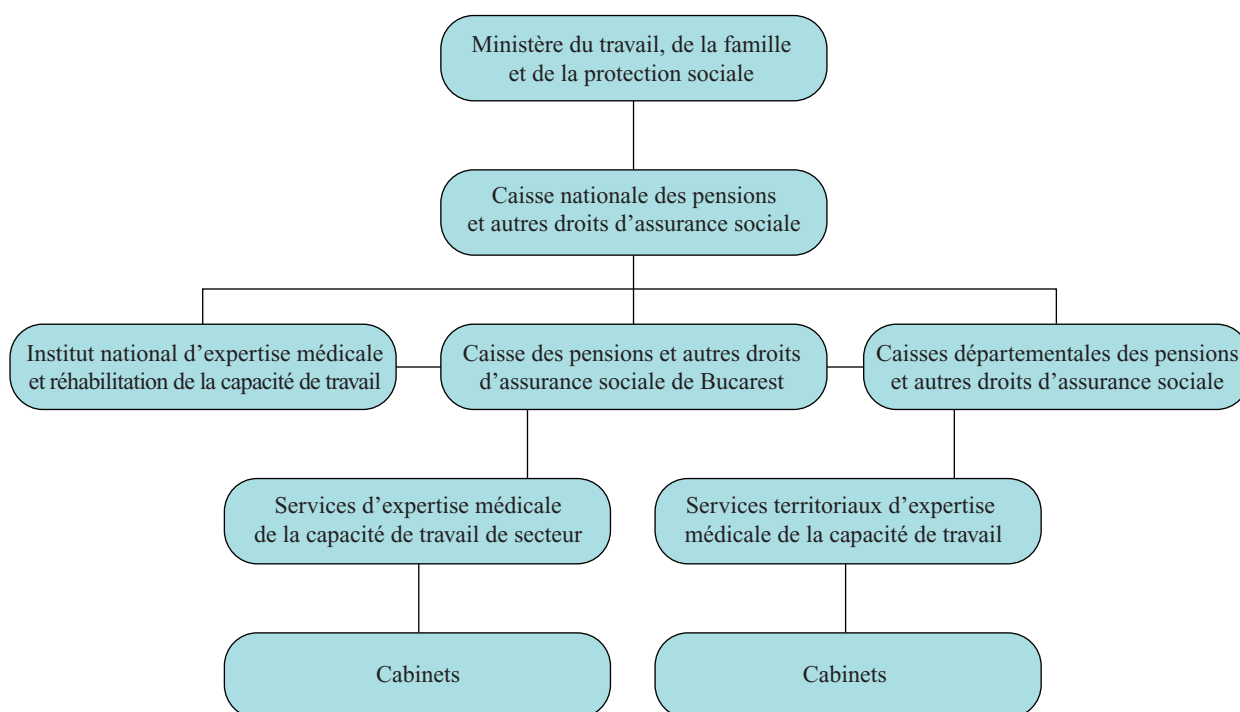 Ministère du travail, de la famille
et de la protection sociale
Caisse nationale des pensions
et autres droits d’assurance sociale
Institut national d’expertise médicale
et réhabilitation de la capacité de travail
Caisse des pensions et autres droits
d’assurance sociale de Bucarest
Caisses départementales des pensions
et autres droits d’assurance sociale
Services d’expertise médicale
de la capacité de travail de secteur
Services territoriaux d’expertise
médicale de la capacité de travail
Cabinets
Cabinets